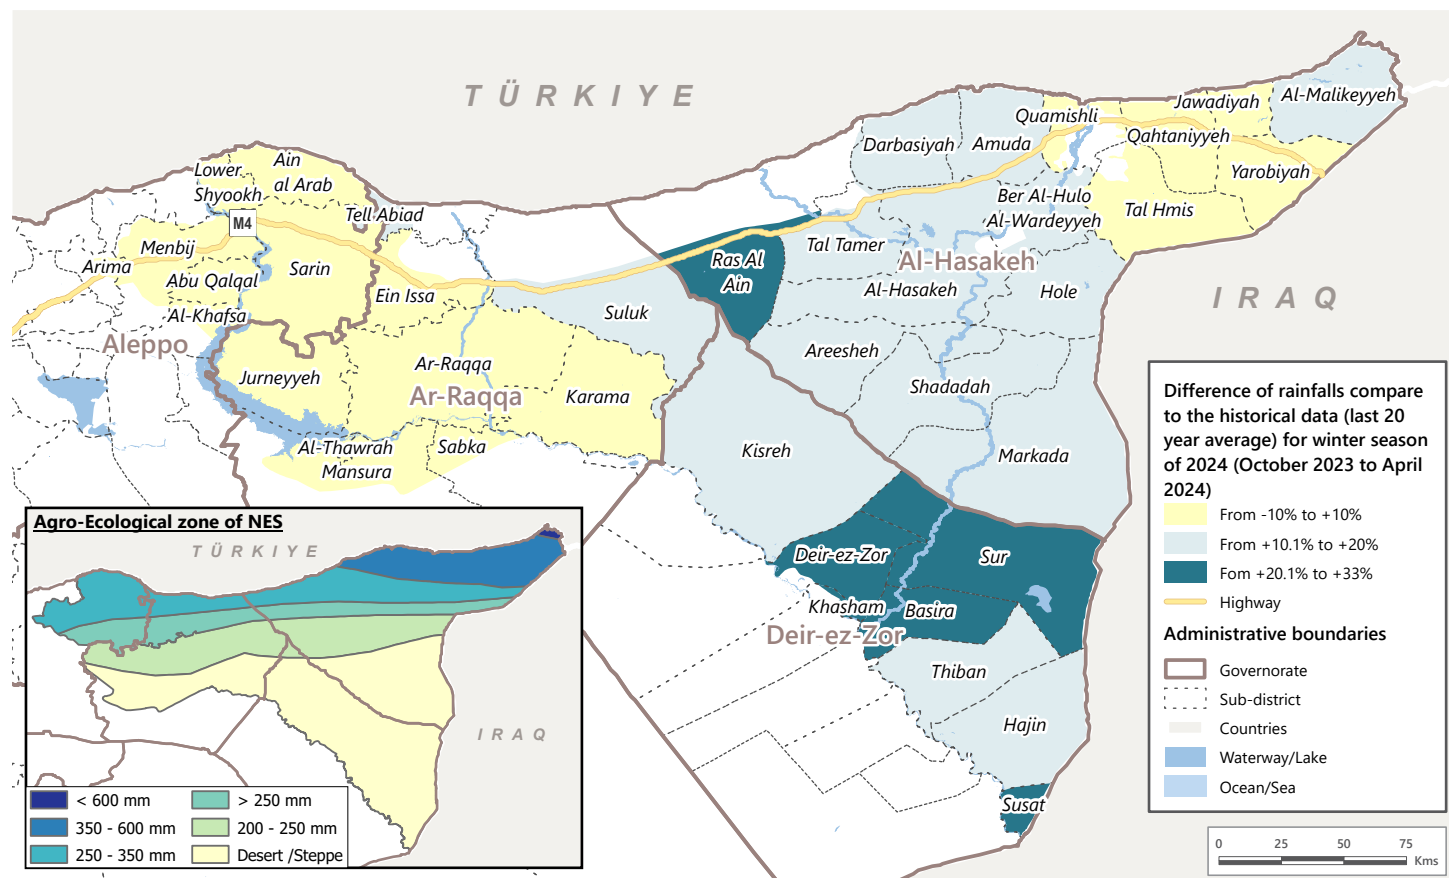 TÜRKIYE
Al-Malikeyyeh
Jawadiyah
Quamishli
Qahtaniyyeh
Darbasiyah
Amuda
Yarobiyah
Ain
al Arab
Lower
Shyookh
Ber Al-Hulo
Al-Wardeyyeh
Tal Hmis
Tell Abiad
M4
Menbij
Tal Tamer
Arima
Sarin
Ras Al
Ain
Al-Hasakeh
Abu Qalqal
Ein Issa
Al-Hasakeh
Hole
IRAQ
Al-Khafsa
Suluk
Aleppo
Areesheh
Jurneyyeh
Ar-Raqqa
Shadadah
Ar-Raqqa
Karama
Al-Thawrah
Sabka
Kisreh
Markada
Mansura
Deir-ez-Zor
Sur
Khasham
Basira
Deir-ez-Zor
Thiban
Hajin
Susat
Agro-Ecological zone of NES
TÜRKIYE
IRAQ
< 600 mm
350 - 600 mm
250 - 350 mm
> 250 mm
200 - 250 mm
Desert /Steppe
Difference of rainfalls compare
to the historical data (last 20
year average) for winter season
of 2024 (October 2023 to April
2024)
From -10% to +10%
From +10.1% to +20%
Fom +20.1% to +33%
Highway
Administrative boundaries
Governorate
Sub-district
Countries
Waterway/Lake
Ocean/Sea
0 25 50 75
Kms